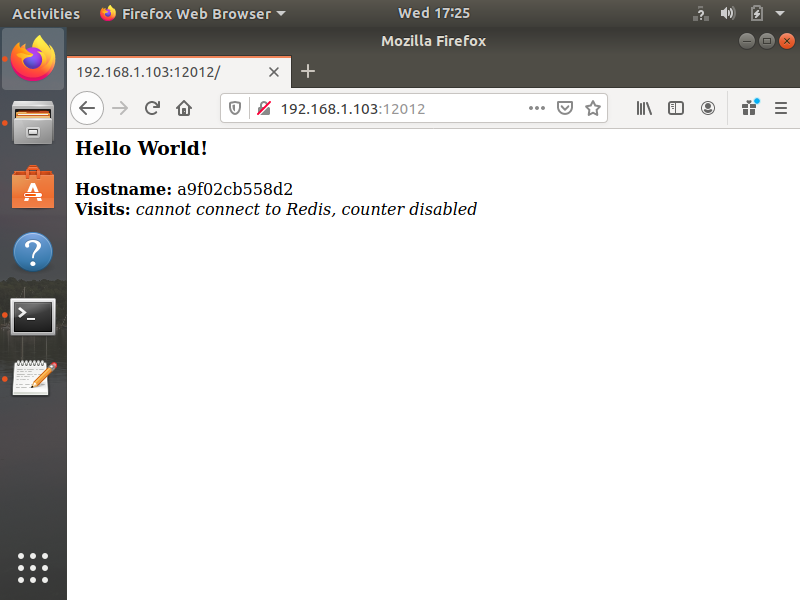 Activities Firefox Web Browser Wed 17:25
Mozilla Firefox
192.168.1.103:12012/
192.168.1.103:12012
Hello World!
Hostname: a9f02cb558d2
Visits: cannot connect to Redis, counter disabled